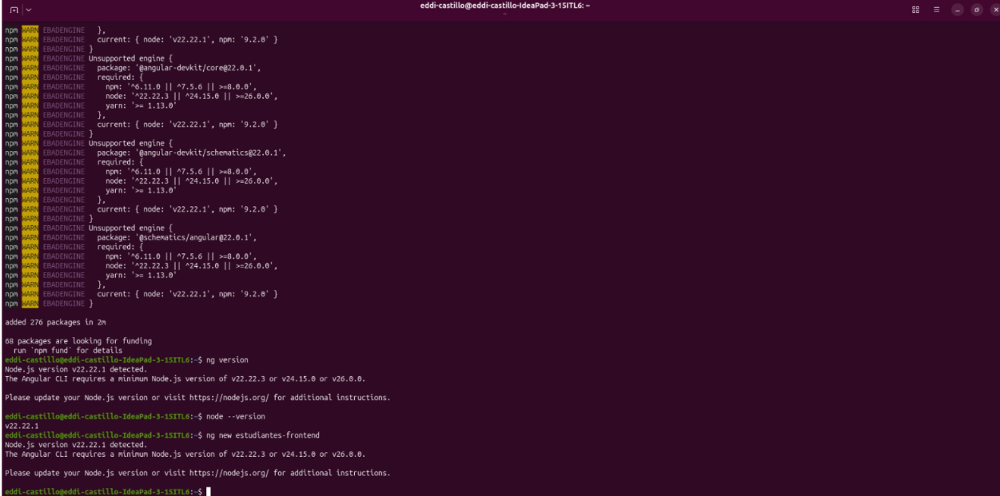 eddi-castillo@eddi-castillo-IdeaPad-3-15ITL6: ~
npm WARN EBADENGINE   },
npm WARN EBADENGINE   current: { node: 'v22.22.1', npm: '9.2.0' }
npm WARN EBADENGINE }
npm WARN EBADENGINE Unsupported engine {
npm WARN EBADENGINE   package: '@angular-devkit/core@22.0.1',
npm WARN EBADENGINE   required: {
npm WARN EBADENGINE     npm: '^6.11.0 || ^7.5.6 || >=8.0.0',
npm WARN EBADENGINE     node: '^22.22.3 || ^24.15.0 || >=26.0.0',
npm WARN EBADENGINE     yarn: '>= 1.13.0'
npm WARN EBADENGINE   },
npm WARN EBADENGINE   current: { node: 'v22.22.1', npm: '9.2.0' }
npm WARN EBADENGINE }
npm WARN EBADENGINE Unsupported engine {
npm WARN EBADENGINE   package: '@angular-devkit/schematics@22.0.1',
npm WARN EBADENGINE   required: {
npm WARN EBADENGINE     npm: '^6.11.0 || ^7.5.6 || >=8.0.0',
npm WARN EBADENGINE     node: '^22.22.3 || ^24.15.0 || >=26.0.0',
npm WARN EBADENGINE     yarn: '>= 1.13.0'
npm WARN EBADENGINE   },
npm WARN EBADENGINE   current: { node: 'v22.22.1', npm: '9.2.0' }
npm WARN EBADENGINE }
npm WARN EBADENGINE Unsupported engine {
npm WARN EBADENGINE   package: '@schematics/angular@22.0.1',
npm WARN EBADENGINE   required: {
npm WARN EBADENGINE     npm: '^6.11.0 || ^7.5.6 || >=8.0.0',
npm WARN EBADENGINE     node: '^22.22.3 || ^24.15.0 || >=26.0.0',
npm WARN EBADENGINE     yarn: '>= 1.13.0'
npm WARN EBADENGINE   },
npm WARN EBADENGINE   current: { node: 'v22.22.1', npm: '9.2.0' }
npm WARN EBADENGINE }
added 276 packages in 2m
68 packages are looking for funding
  run `npm fund` for details
eddi-castillo@eddi-castillo-IdeaPad-3-15ITL6:~$ ng version
Node.js version v22.22.1 detected.
The Angular CLI requires a minimum Node.js version of v22.22.3 or v24.15.0 or v26.0.0.
Please update your Node.js version or visit https://nodejs.org/ for additional instructions.
eddi-castillo@eddi-castillo-IdeaPad-3-15ITL6:~$ node --version
v22.22.1
eddi-castillo@eddi-castillo-IdeaPad-3-15ITL6:~$ ng new estudiantes-frontend
Node.js version v22.22.1 detected.
The Angular CLI requires a minimum Node.js version of v22.22.3 or v24.15.0 or v26.0.0.
Please update your Node.js version or visit https://nodejs.org/ for additional instructions.
eddi-castillo@eddi-castillo-IdeaPad-3-15ITL6:~$